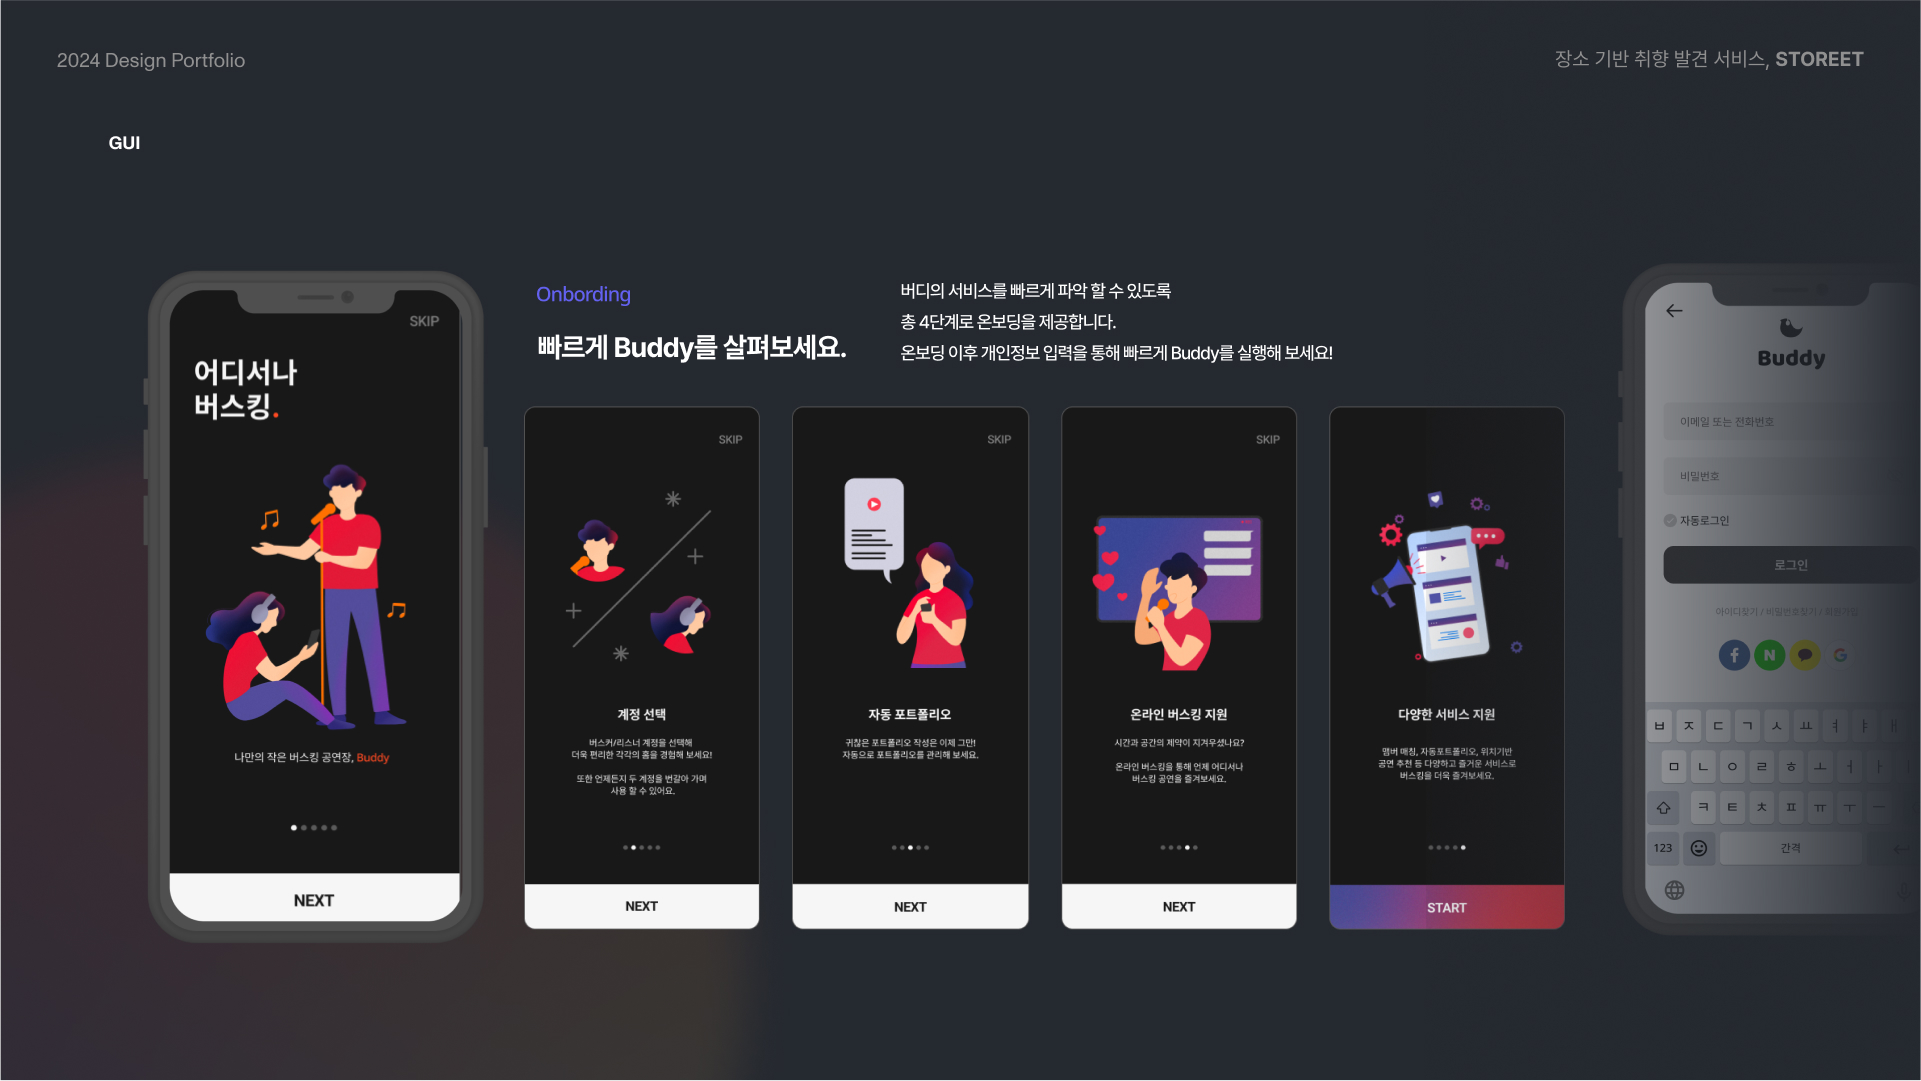 2024 Design Portfolio
장소 기반 취향 발견 서비스, STOREET
GUI
SKIP
어디서나
버스킹.
나만의 작은 버스킹 공연장, Buddy
NEXT
Onbording
빠르게 Buddy를 살펴보세요.
버디의 서비스를 빠르게 파악 할 수 있도록
총 4단계로 온보딩을 제공합니다.
온보딩 이후 개인정보 입력을 통해 빠르게 Buddy를 실행해 보세요!
SKIP
계정 선택
버스커/리스너 계정을 선택해
더욱 편리한 각각의 홈을 경험해 보세요!
또한 언제든지 두 계정을 번갈아 가며
사용 할 수 있어요.
NEXT
SKIP
자동 포트폴리오
귀찮은 포트폴리오 작성은 이제 그만!
자동으로 포트폴리오를 관리해 보세요.
NEXT
SKIP
온라인 버스킹 지원
시간과 공간의 제약이 지겨우셨나요?
온라인 버스킹을 통해 언제 어디서나
버스킹 공연을 즐겨보세요.
NEXT
다양한 서비스 지원
멤버 매칭, 자동포트폴리오, 위치기반
공연 추천 등 다양하고 즐거운 서비스로
버스킹을 더욱 즐겨보세요.
START
Buddy
이메일 또는 전화번호
비밀번호
자동로그인
로그인
아이디찾기 / 비밀번호찾기 / 회원가입
f N G
ㅂ ㅈ ㄷ ㄱ ㅅ ㅛ ㅕ ㅑ ㅐ
ㅁ ㄴ ㅇ ㄹ ㅎ ㅗ ㅓ ㅏ ㅣ
ㅋ ㅌ ㅊ ㅍ ㅠ ㅜ ㅡ
123 간격